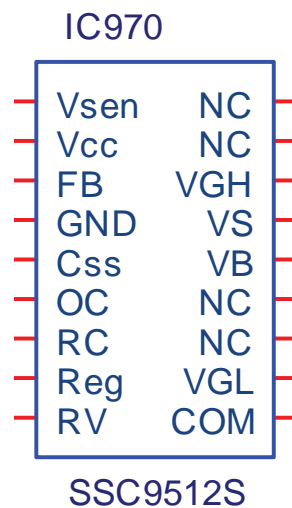 IC970
Vsen NC
Vcc NC
FB VGH
GND VS
Css VB
OC NC
RC NC
Reg VGL
RV COM
SSC9512S